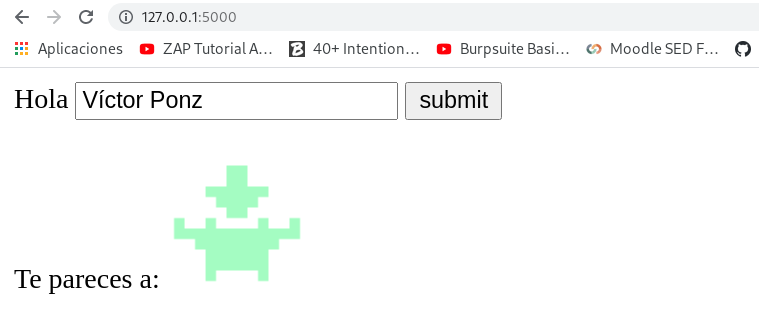 127.0.0.1:5000
Aplicaciones ZAP Tutorial A... 40+ Intention... Burpsuite Basi... Moodle SED F...
Hola Víctor Ponz submit
Te pareces a: